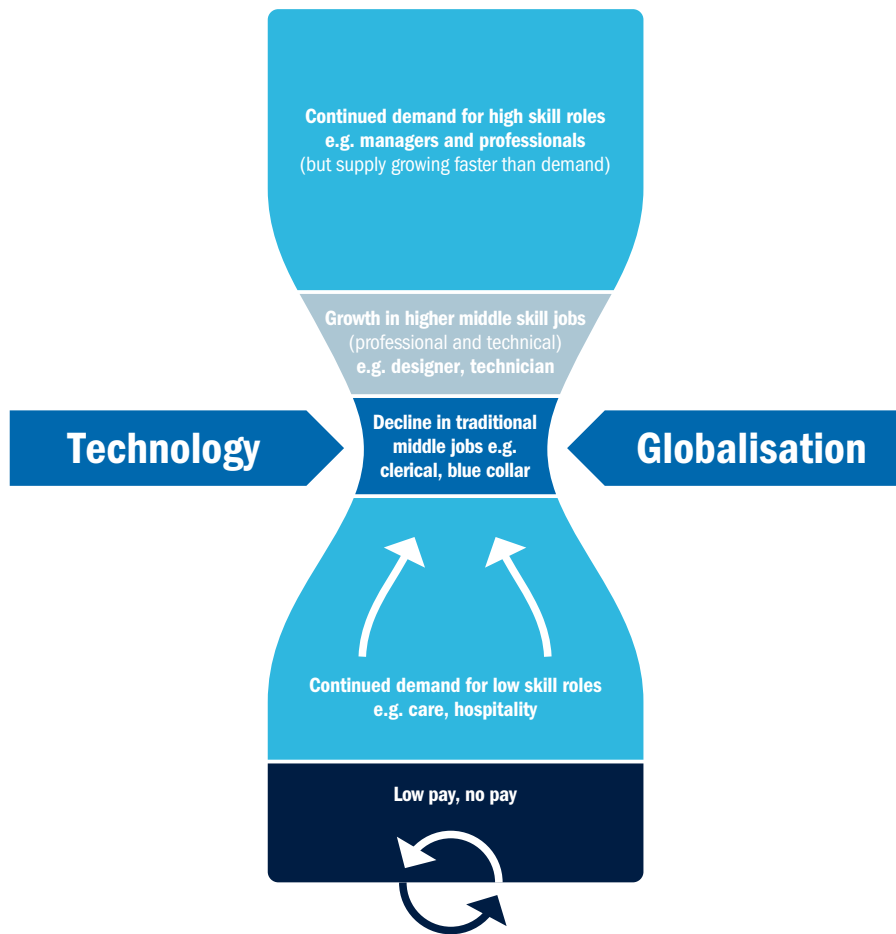 Continued demand for high skill roles
e.g. managers and professionals
(but supply growing faster than demand)
Growth in higher middle skill jobs
(professional and technical)
e.g. designer, technician
Technology
Decline in traditional
middle jobs e.g.
clerical, blue collar
Globalisation
Continued demand for low skill roles
e.g. care, hospitality
Low pay, no pay